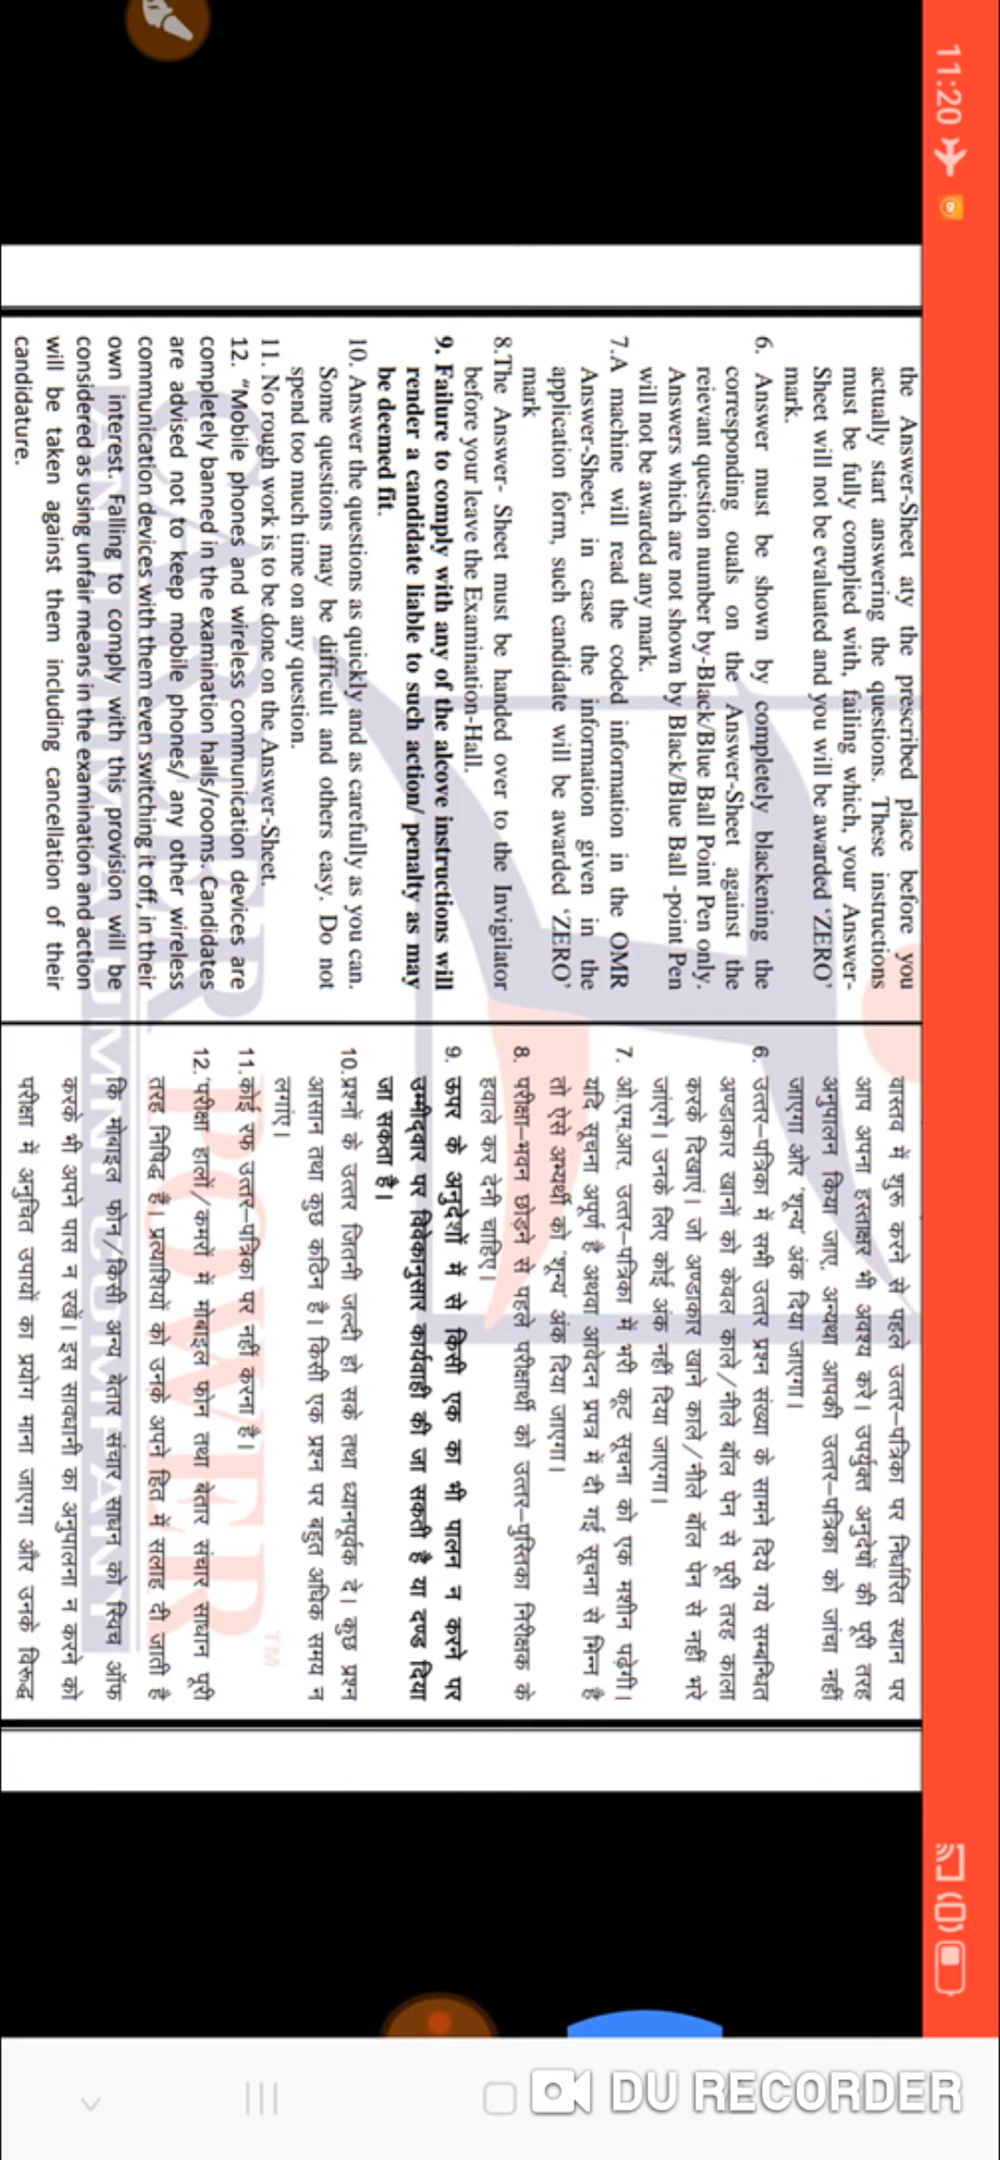 11:20
the Answer-Sheet aty the prescribed place before you
actually start answering the questions. These instructions
must be fully complied with, failing which, your Answer-
Sheet will not be evaluated and you will be awarded ‘ZERO’
mark.
6. Answer must be shown by completely blackening the
corresponding ouals on the Answer-Sheet against the
reievant question number by-Black/Blue Ball Point Pen only.
Answers which are not shown by Black/Blue Ball -point Pen
will not be awarded any mark.
7.A machine will read the coded information in the OMR
Answer-Sheet. in case the information given in the
application form, such candidate will be awarded ‘ZERO’
mark
8.The Answer- Sheet must be handed over to the Invigilator
before your leave the Examination-Hall.
9. Failure to comply with any of the alcove instructions will
render a candidate liable to such action/ penalty as may
be deened fit.
10. Answer the questions as quickly and as carefully as you can.
Some questions may be difficult and others easy. Do not
spend too much time on any question.
11. No rough work is to be done on the Answer-Sheet.
12. “Mobile phones and wireless communication devices are
completely banned in the examination halls/rooms. Candidates
are advised not to keep mobile phones/ any other wireless
communication devices with them even switching it off, in their
own interest. Falling to comply with this provision will be
considered as using unfair means in the examination and action
will be taken against them including cancellation of their
candidature.
वास्तव में शुरू करने से पहले उत्तर–पत्रिका पर निर्धारित स्थान पर
आप अपना हस्ताक्षर भी अवश्य करे। उपर्युक्त अनुदेषों की पूरी तरह
अनुपालन किया जाए, अन्यथा आपकी उत्तर–पत्रिका को जांचा नहीं
जाएगा और 'शून्य' अंक दिया जाएगा।
6. उत्तर–पत्रिका में सभी उत्तर प्रश्न संख्या के सामने दिये गये सम्बन्धित
अण्डाकार खानों को केवल काले/नीले बॉल पेन से पूरी तरह काला
करके दिखाएं। जो अण्डाकार खाने काले/नीले बॉल पेन से नहीं भरे
जांएगे। उनके लिए कोई अंक नहीं दिया जाएगा।
7. ओ.एम.आर. उत्तर–पत्रिका में भरी कूट सूचना को एक मशीन पढ़ेगी।
यदि सूचना अपूर्ण है अथवा आवेदन प्रपत्र में दी गई सूचना से भिन्न है
तो ऐसे अभ्यर्थी को 'शून्य' अंक दिया जाएगा।
8. परीक्षा–भवन छोड़ने से पहले परीक्षार्थी को उत्तर–पुस्तिका निरीक्षक के
हवाले कर देनी चाहिए।
9. ऊपर के अनुदेशों में से किसी एक का भी पालन न करने पर
उम्मीदवार पर विवेकानुसार कार्यवाही की जा सकती है या दण्ड दिया
जा सकता है।
10.प्रश्नों के उत्तर जितनी जल्दी हो सके तथा ध्यानपूर्वक दे। कुछ प्रश्न
आसान तथा कुछ कठिन है। किसी एक प्रश्न पर बहुत अधिक समय न
लगाएं।
11.कोई रफ उत्तर–पत्रिका पर नहीं करना है।
12.'परीक्षा हालों/कमरों में मोबाइल फोन तथा बेतार संचार साधान पूरी
तरह निषिद्ध है। प्रत्याशियों को उनके अपने हित में सलाह दी जाती है
कि मोबाइल फोन/किसी अन्य बेतार संचार साधन को स्विच ऑफ
करके भी अपने पास न रखें। इस सावधानी का अनुपालना न करने को
परीक्षा में अनुचित उपायों का प्रयोग माना जाएगा और उनके विरूद्ध
CAREER POWER
TM
AN ADDA247 COMPANY
DU RECORDER